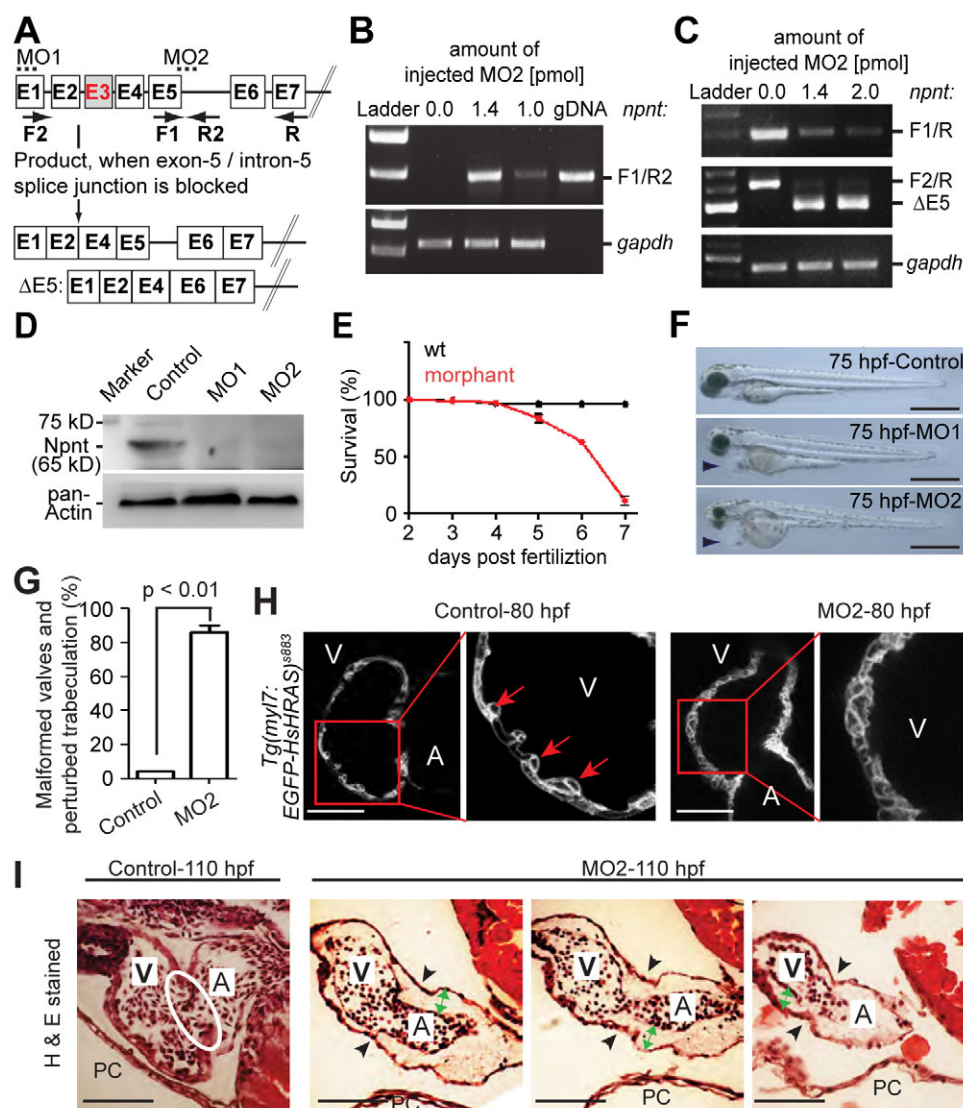 A
MO1 MO2
E1 E2 E3 E4 E5 E6 E7
F2 F1 R2 R
Product, when exon-5 / intron-5
splice junction is blocked
E1 E2 E4 E5 E6 E7
ΔE5: E1 E2 E4 E6 E7
B
amount of
injected MO2 [pmol]
Ladder 0.0 1.4 1.0 gDNA npnt:
F1/R2
gapdh
C
amount of
injected MO2 [pmol]
Ladder 0.0 1.4 2.0 npnt:
F1/R
F2/R
ΔE5
gapdh
D
Marker Control MO1 MO2
75 kD
Npnt
(65 kD)
pan-
Actin
E
wt
morphant
Survival (%)
100
50
0
2 3 4 5 6 7
days post fertiliztion
F
75 hpf-Control
75 hpf-MO1
75 hpf-MO2
G
p < 0.01
Malformed valves and
perturbed trabeculation (%)
100
80
60
40
20
0
Control MO2
H
Control-80 hpf MO2-80 hpf
Tg(myl7:
EGFP-HsHRAS)s883
V A V V A V
I
Control-110 hpf MO2-110 hpf
H & E stained
V A PC
V A PC
V A PC
V A PC